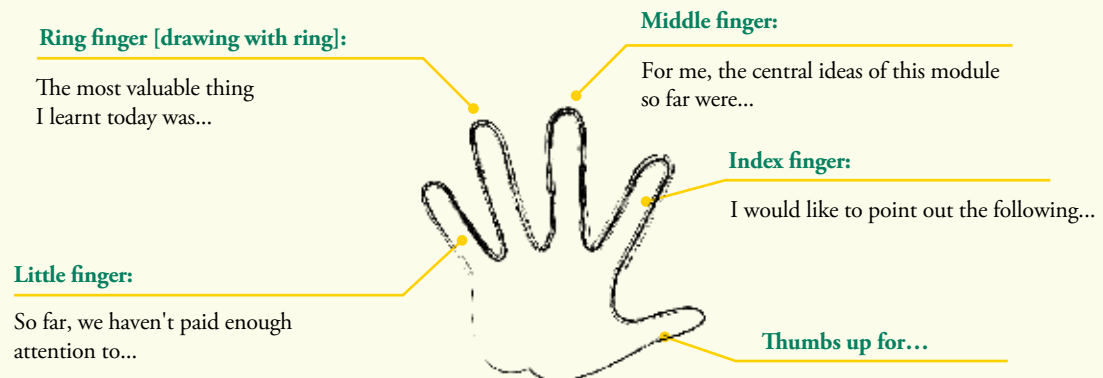 Ring finger [drawing with ring]:
The most valuable thing
I learnt today was...
Middle finger:
For me, the central ideas of this module
so far were...
Index finger:
I would like to point out the following...
Little finger:
So far, we haven't paid enough
attention to...
Thumbs up for…